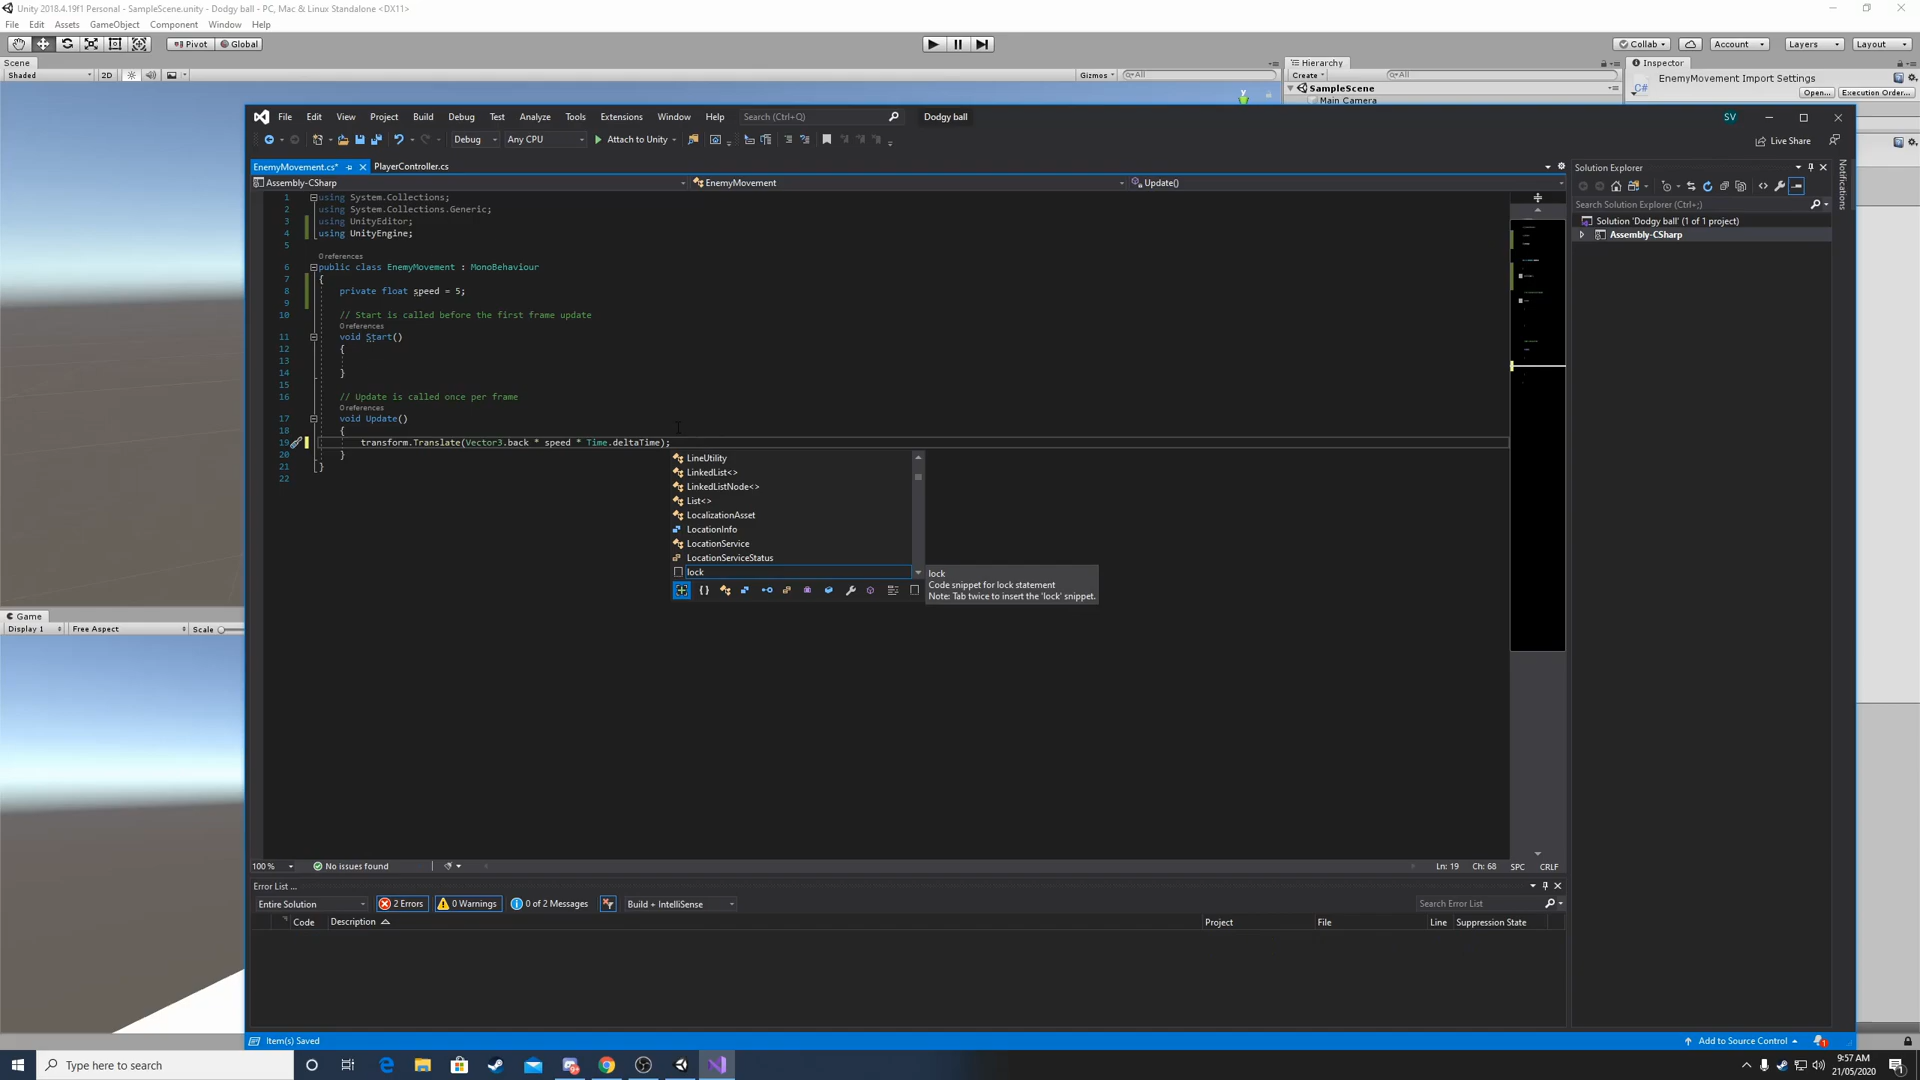 Unity 2018.4.19f1 Personal - SampleScene.unity - Dodgy ball - PC, Mac & Linux Standalone <DX11>
File Edit Assets GameObject Component Window Help
Pivot Global Collab Account Layers Layout
Scene Hierarchy Inspector
Shaded 2D Gizmos All Create All EnemyMovement Import Settings
SampleScene Open... Execution Order...
Main Camera
File Edit View Project Build Debug Test Analyze Tools Extensions Window Help Search (Ctrl+Q) Dodgy ball SV
Debug Any CPU Attach to Unity Live Share
EnemyMovement.cs* PlayerController.cs Solution Explorer
Assembly-CSharp EnemyMovement Update()
Notifications
Search Solution Explorer (Ctrl+;)
Solution 'Dodgy ball' (1 of 1 project)
Assembly-CSharp
1 using System.Collections;
2 using System.Collections.Generic;
3 using UnityEditor;
4 using UnityEngine;
5
0 references
6 public class EnemyMovement : MonoBehaviour
7 {
8 private float speed = 5;
9
10 // Start is called before the first frame update
0 references
11 void Start()
12 {
13
14 }
15
16 // Update is called once per frame
0 references
17 void Update()
18 {
19 transform.Translate(Vector3.back * speed * Time.deltaTime);
20 }
21 }
22
LineUtility
LinkedList<>
LinkedListNode<>
List<>
LocalizationAsset
LocationInfo
LocationService
LocationServiceStatus
lock
lock
Code snippet for lock statement
Note: Tab twice to insert the 'lock' snippet.
Game
Display 1 Free Aspect Scale
100 % No issues found Ln: 19 Ch: 68 SPC CRLF
Error List ...
Entire Solution 2 Errors 0 Warnings 0 of 2 Messages Build + IntelliSense Search Error List
Code Description Project File Line Suppression State
Item(s) Saved Add to Source Control 1
Type here to search 9:57 AM
21/05/2020